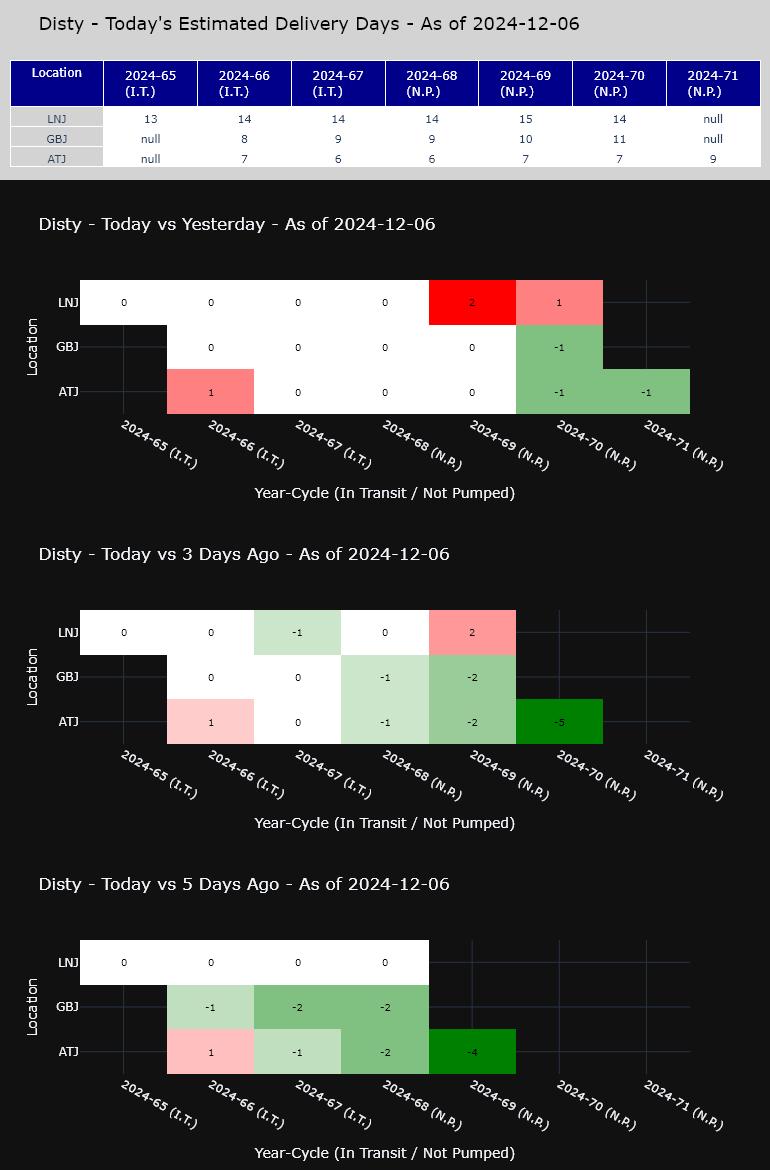 Disty - Today's Estimated Delivery Days - As of 2024-12-06
Location 2024-65 (I.T.) 2024-66 (I.T.) 2024-67 (I.T.) 2024-68 (N.P.) 2024-69 (N.P.) 2024-70 (N.P.) 2024-71 (N.P.)
LNJ 13 14 14 14 15 14 null
GBJ null 8 9 9 10 11 null
ATJ null 7 6 6 7 7 9
Disty - Today vs Yesterday - As of 2024-12-06
Location
LNJ 0 0 0 0 2 1
GBJ 0 0 0 0 -1
ATJ 1 0 0 0 -1 -1
2024-65 (I.T.) 2024-66 (I.T.) 2024-67 (I.T.) 2024-68 (N.P.) 2024-69 (N.P.) 2024-70 (N.P.) 2024-71 (N.P.)
Year-Cycle (In Transit / Not Pumped)
Disty - Today vs 3 Days Ago - As of 2024-12-06
Location
LNJ 0 0 -1 0 2
GBJ 0 0 -1 -2
ATJ 1 0 -1 -2 -5
2024-65 (I.T.) 2024-66 (I.T.) 2024-67 (I.T.) 2024-68 (N.P.) 2024-69 (N.P.) 2024-70 (N.P.) 2024-71 (N.P.)
Year-Cycle (In Transit / Not Pumped)
Disty - Today vs 5 Days Ago - As of 2024-12-06
Location
LNJ 0 0 0 0
GBJ -1 -2 -2
ATJ 1 -1 -2 -4
2024-65 (I.T.) 2024-66 (I.T.) 2024-67 (I.T.) 2024-68 (N.P.) 2024-69 (N.P.) 2024-70 (N.P.) 2024-71 (N.P.)
Year-Cycle (In Transit / Not Pumped)